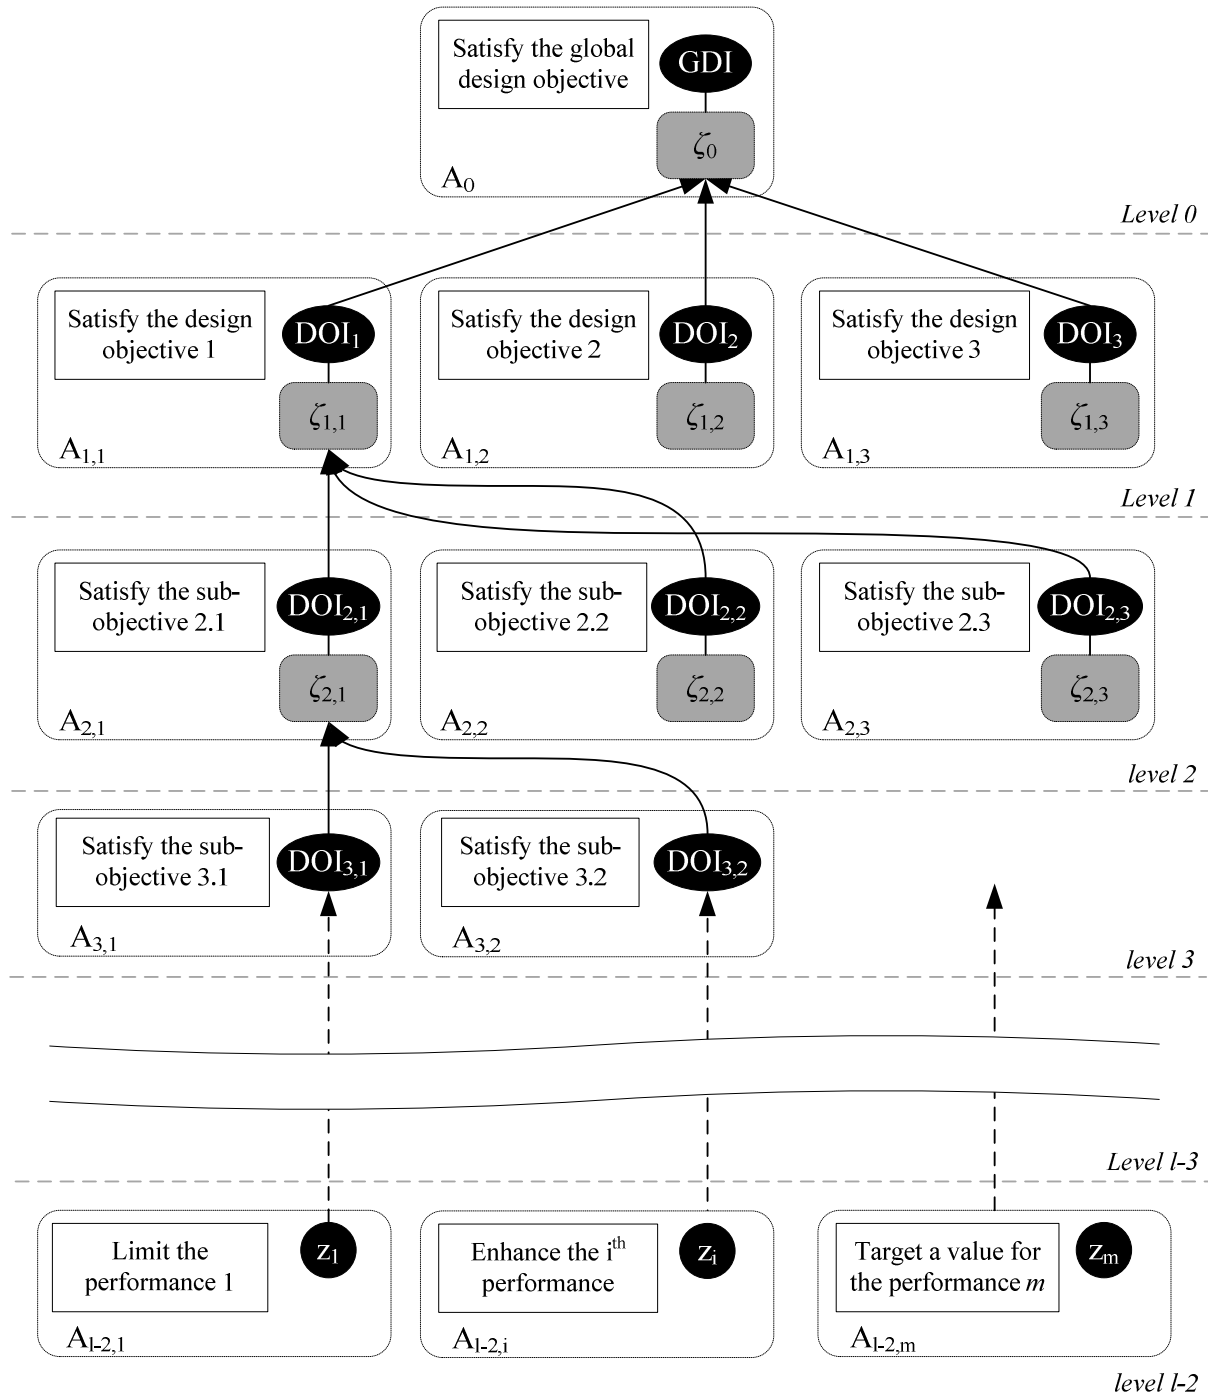 Satisfy the global
design objective
GDI
ζ0
A0
Level 0
Satisfy the design
objective 1
DOI1
ζ1,1
A1,1
Satisfy the design
objective 2
DOI2
ζ1,2
A1,2
Satisfy the design
objective 3
DOI3
ζ1,3
A1,3
Level 1
Satisfy the sub-
objective 2.1
DOI2,1
ζ2,1
A2,1
Satisfy the sub-
objective 2.2
DOI2,2
ζ2,2
A2,2
Satisfy the sub-
objective 2.3
DOI2,3
ζ2,3
A2,3
level 2
Satisfy the sub-
objective 3.1
DOI3,1
A3,1
Satisfy the sub-
objective 3.2
DOI3,2
A3,2
level 3
Level l-3
Limit the
performance 1
z1
Al-2,1
Enhance the ith
performance
zi
Al-2,i
Target a value for
the performance m
zm
Al-2,m
level l-2